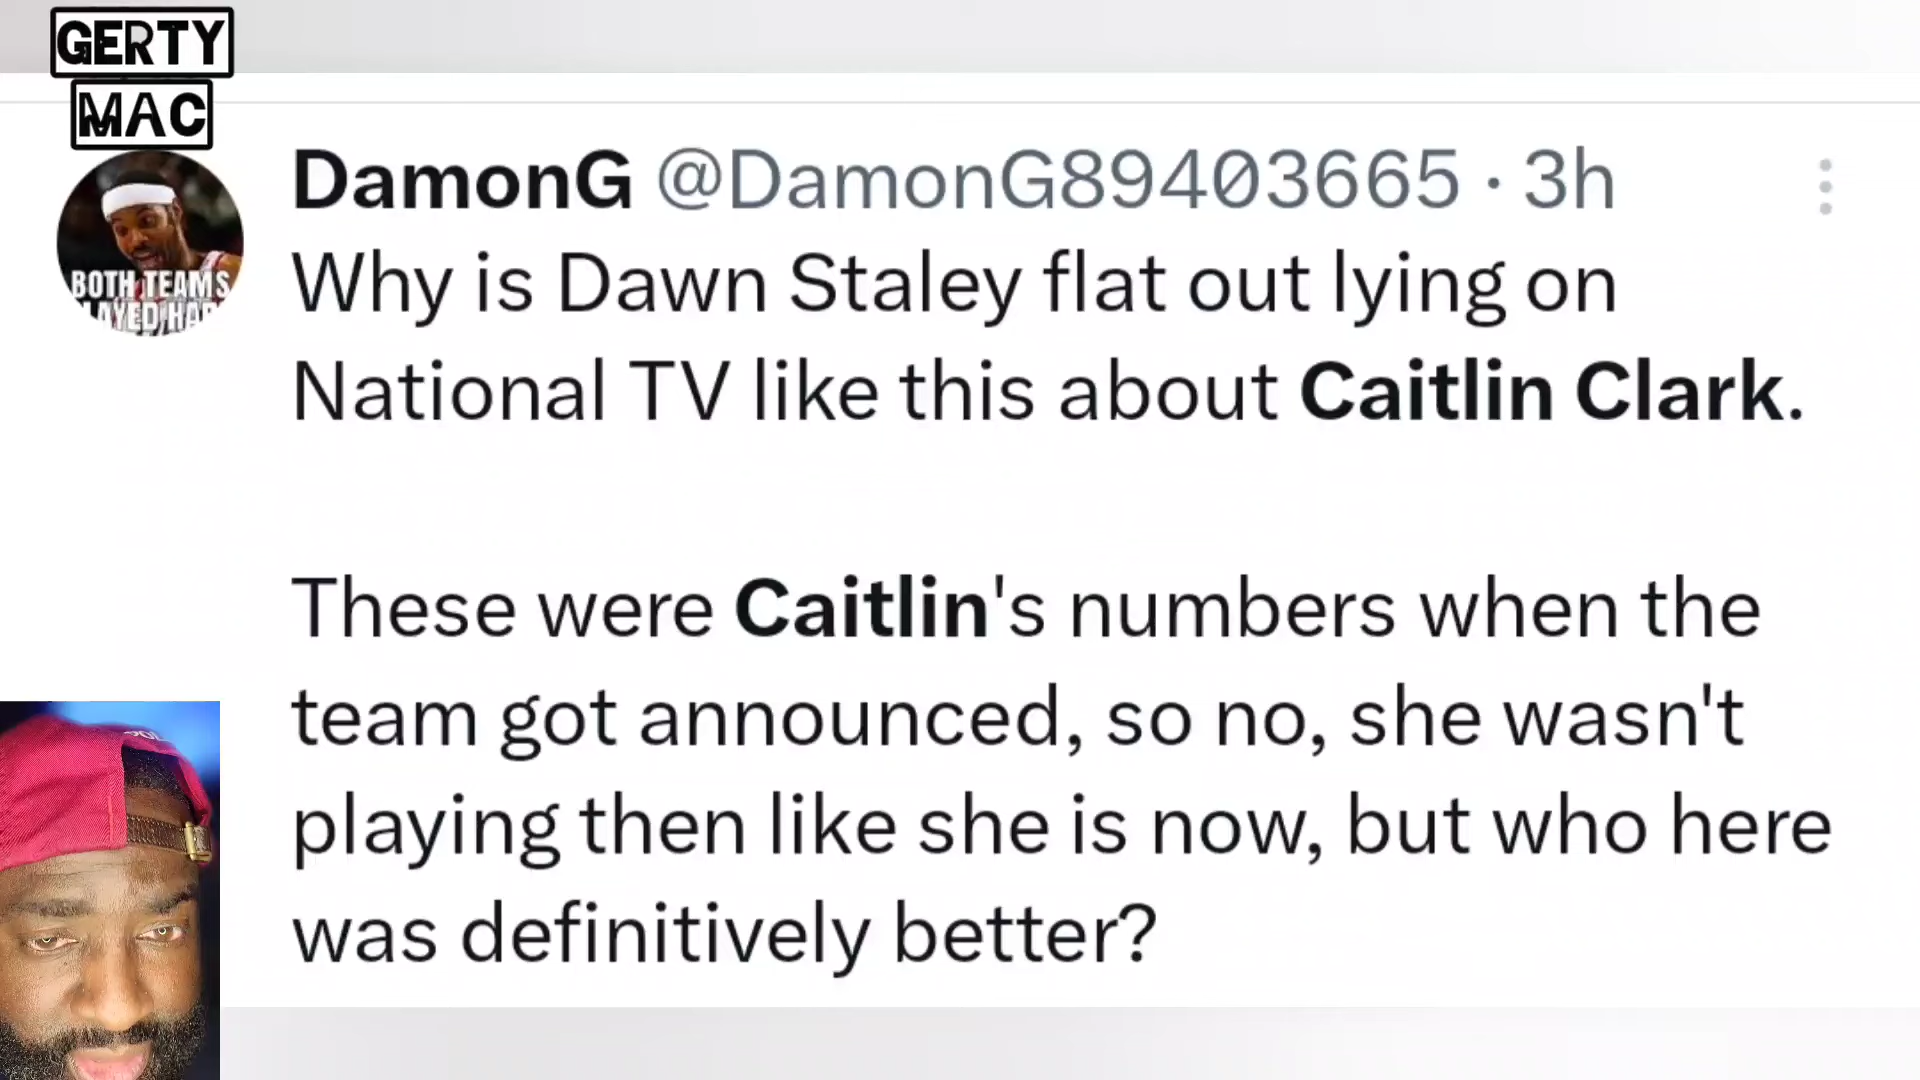 GERTY
MAC
DamonG @DamonG89403665 · 3h
Why is Dawn Staley flat out lying on
National TV like this about Caitlin Clark.
These were Caitlin's numbers when the
team got announced, so no, she wasn't
playing then like she is now, but who here
was definitively better?
BOTH TEAMS